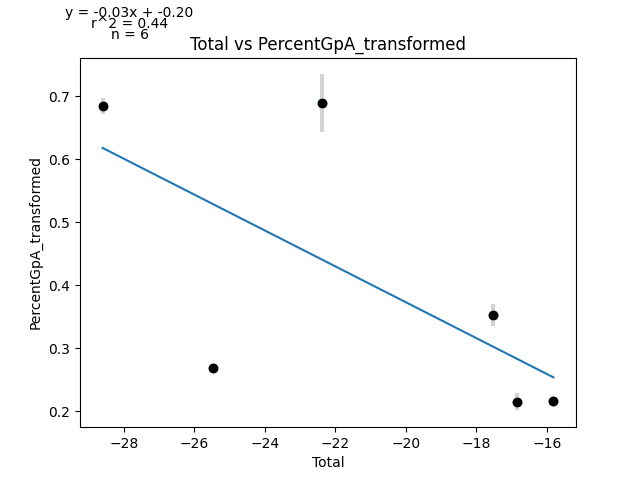 y = -0.03x + -0.20
r^2 = 0.44
n = 6
Total vs PercentGpA_transformed
0.7
0.6
0.5
0.4
0.3
0.2
PercentGpA_transformed
−28
−26
−24
−22
−20
−18
−16
Total